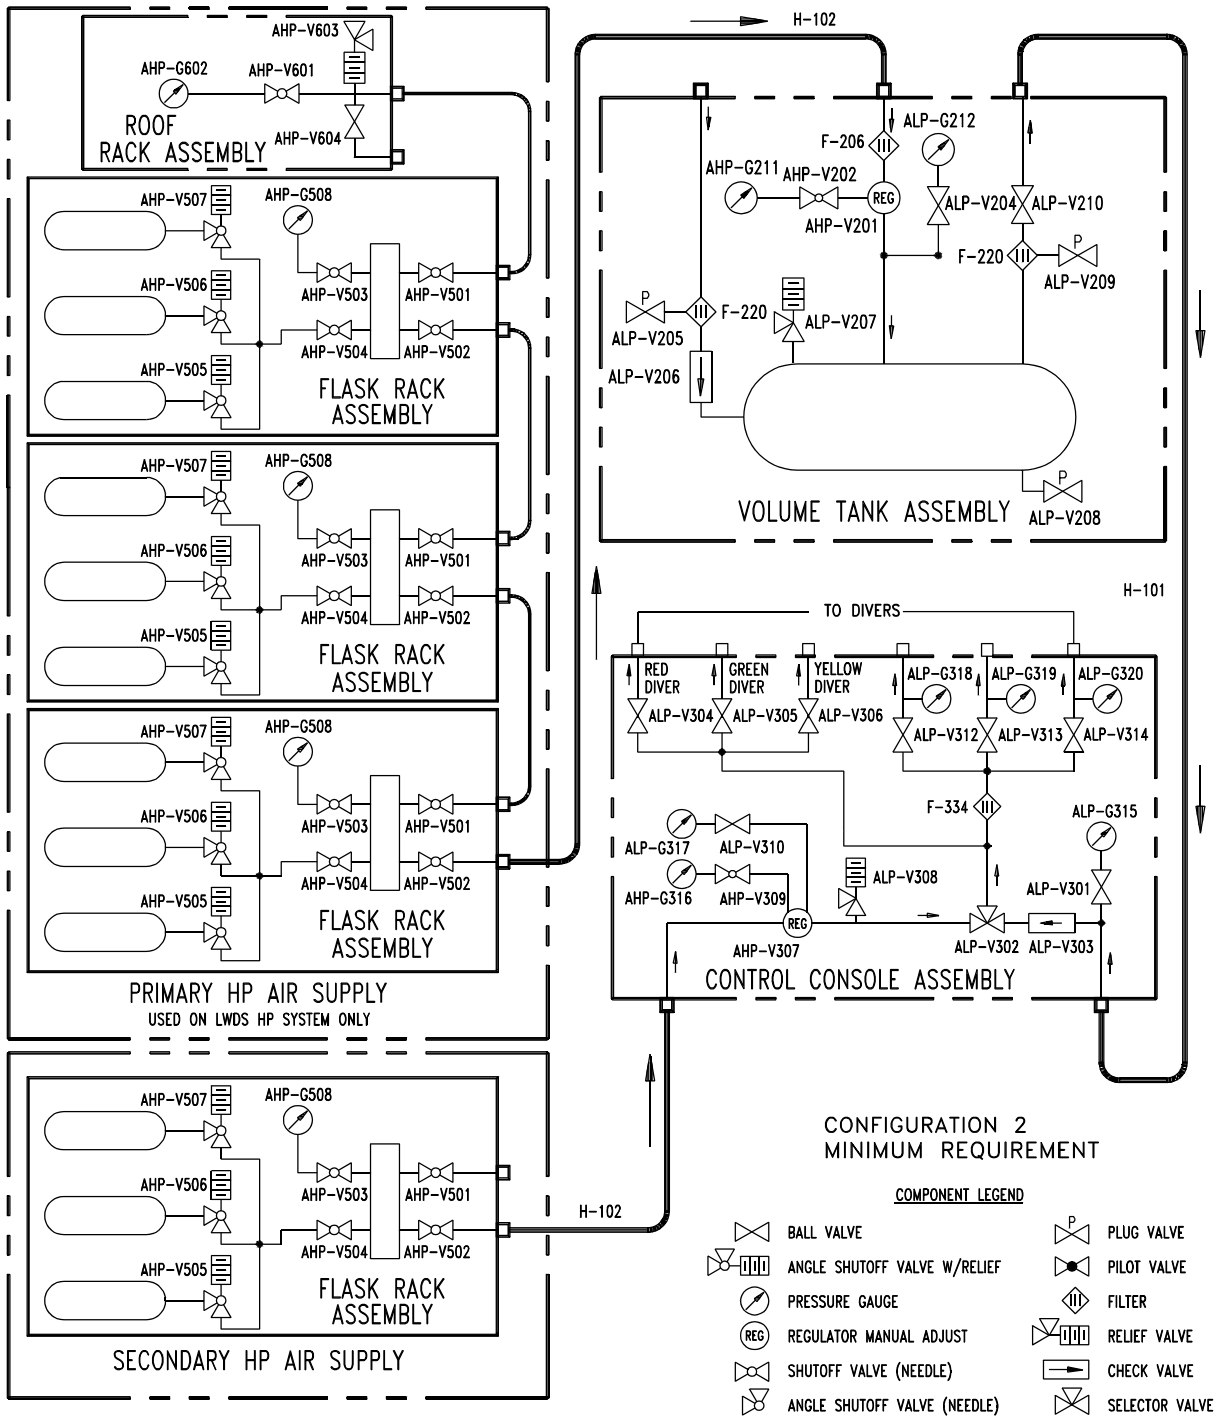 AHP-V603
AHP-G602
AHP-V601
AHP-V604
ROOF
RACK ASSEMBLY
AHP-V507
AHP-G508
AHP-V506
AHP-V503
AHP-V501
AHP-V504
AHP-V502
AHP-V505
FLASK RACK
ASSEMBLY
AHP-V507
AHP-G508
AHP-V506
AHP-V503
AHP-V501
AHP-V504
AHP-V502
AHP-V505
FLASK RACK
ASSEMBLY
AHP-V507
AHP-G508
AHP-V506
AHP-V503
AHP-V501
AHP-V504
AHP-V502
AHP-V505
FLASK RACK
ASSEMBLY
PRIMARY HP AIR SUPPLY
USED ON LWDS HP SYSTEM ONLY
AHP-V507
AHP-G508
AHP-V506
AHP-V503
AHP-V501
AHP-V504
AHP-V502
AHP-V505
FLASK RACK
ASSEMBLY
SECONDARY HP AIR SUPPLY
H-102
H-102
F-206
ALP-G212
AHP-G211
AHP-V202
REG
AHP-V201
ALP-V204
ALP-V210
F-220
P
ALP-V209
P
ALP-V205
F-220
ALP-V207
ALP-V206
P
ALP-V208
VOLUME TANK ASSEMBLY
H-101
TO DIVERS
RED
DIVER
GREEN
DIVER
YELLOW
DIVER
ALP-G318
ALP-G319
ALP-G320
ALP-V304
ALP-V305
ALP-V306
ALP-V312
ALP-V313
ALP-V314
F-334
ALP-G315
ALP-G317
ALP-V310
AHP-G316
AHP-V309
ALP-V308
ALP-V301
REG
AHP-V307
ALP-V302
ALP-V303
CONTROL CONSOLE ASSEMBLY
CONFIGURATION 2
MINIMUM REQUIREMENT
COMPONENT LEGEND
BALL VALVE
P
PLUG VALVE
ANGLE SHUTOFF VALVE W/RELIEF
PILOT VALVE
PRESSURE GAUGE
FILTER
REG
REGULATOR MANUAL ADJUST
RELIEF VALVE
SHUTOFF VALVE (NEEDLE)
CHECK VALVE
ANGLE SHUTOFF VALVE (NEEDLE)
SELECTOR VALVE